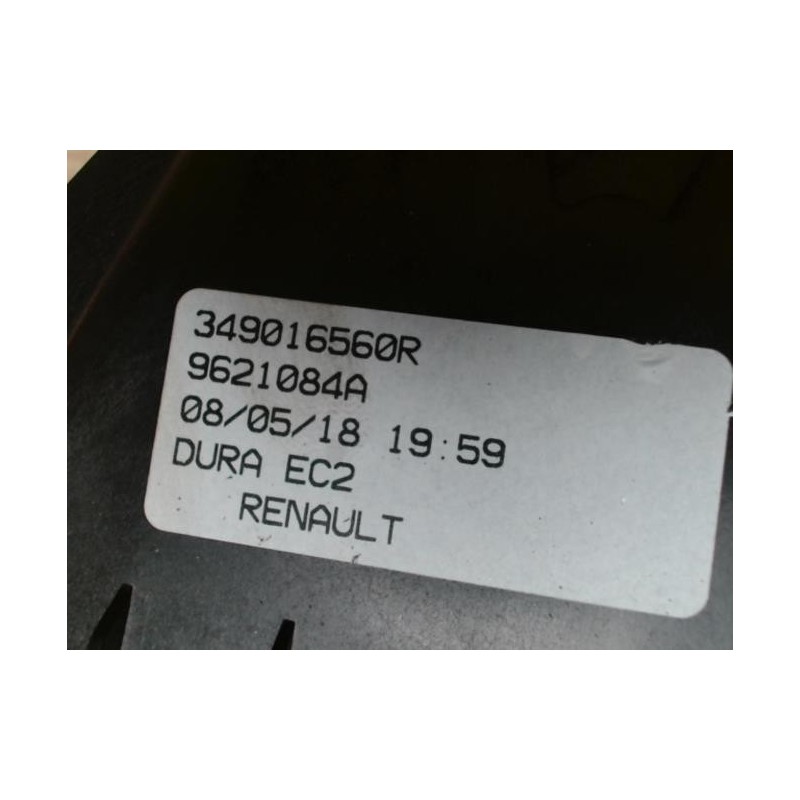 349016560R
9621084A
08/05/18 19:59
DURA EC2
RENAULT